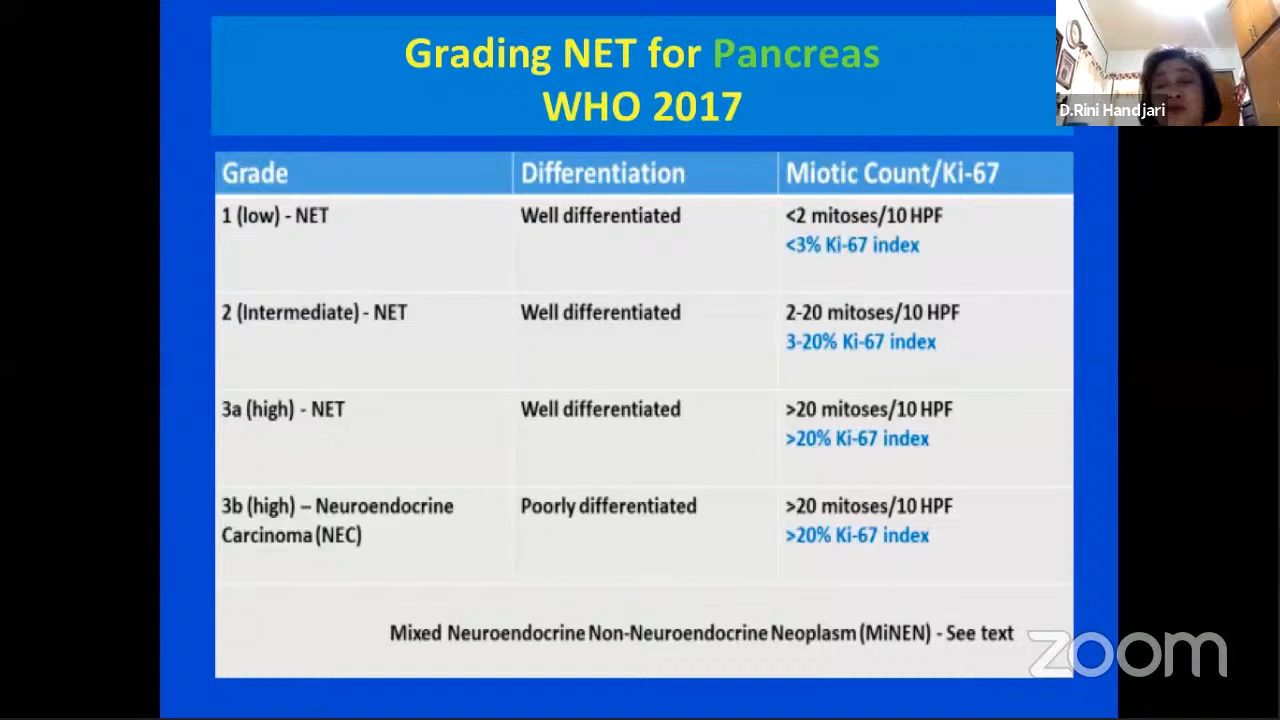 Grading NET for Pancreas
WHO 2017
D.Rini Handjari
Grade Differentiation Miotic Count/Ki-67
1 (low) - NET Well differentiated <2 mitoses/10 HPF
<3% Ki-67 index
2 (Intermediate) - NET Well differentiated 2-20 mitoses/10 HPF
3-20% Ki-67 index
3a (high) - NET Well differentiated >20 mitoses/10 HPF
>20% Ki-67 index
3b (high) – Neuroendocrine Poorly differentiated >20 mitoses/10 HPF
Carcinoma (NEC) >20% Ki-67 index
Mixed Neuroendocrine Non-Neuroendocrine Neoplasm (MiNEN) - See text
zoom